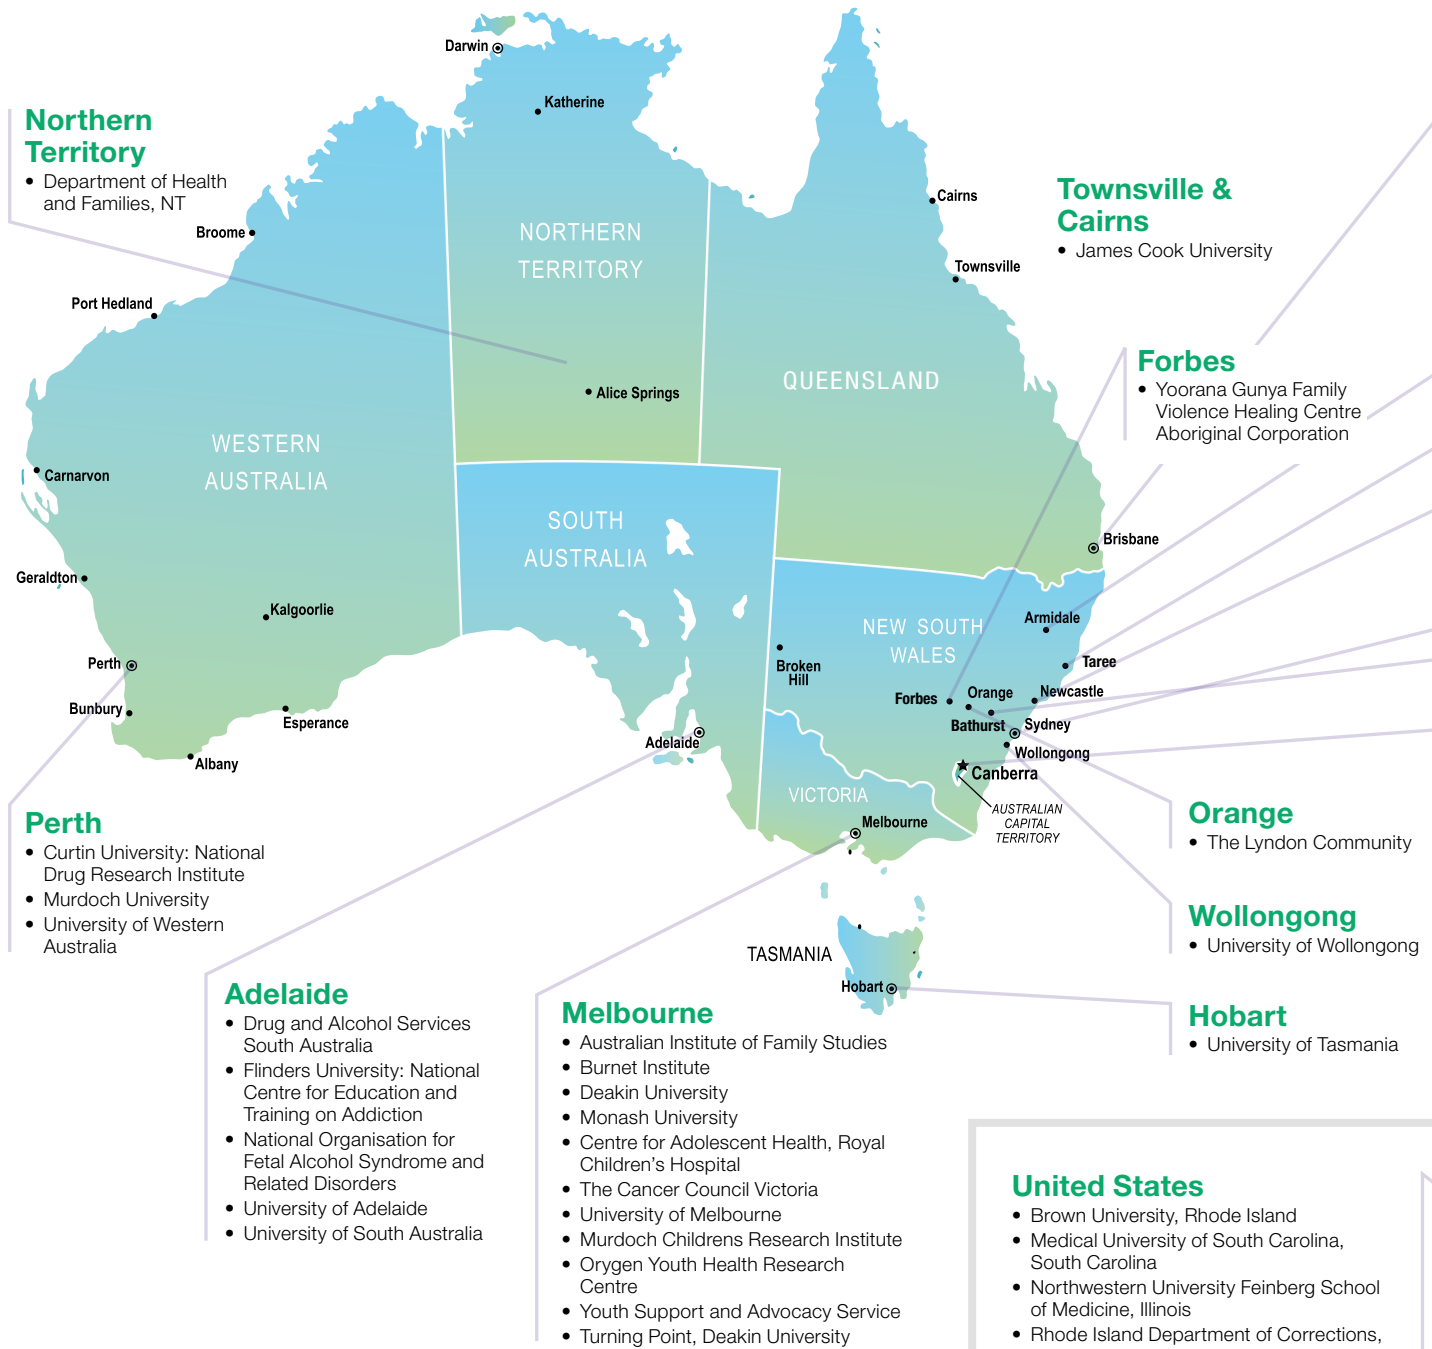 Darwin
Katherine
Northern
Territory
• Department of Health
and Families, NT
Broome
Port Hedland
NORTHERN
TERRITORY
Cairns
Townsville
Townsville &
Cairns
• James Cook University
Alice Springs
QUEENSLAND
Forbes
• Yoorana Gunya Family
Violence Healing Centre
Aboriginal Corporation
WESTERN
AUSTRALIA
Carnarvon
SOUTH
AUSTRALIA
Brisbane
Geraldton
Kalgoorlie
Perth
Bunbury
Esperance
Albany
Armidale
NEW SOUTH
WALES
Broken
Hill
Taree
Forbes
Orange
Newcastle
Bathurst
Sydney
Wollongong
Adelaide
Canberra
VICTORIA
Melbourne
AUSTRALIAN
CAPITAL
TERRITORY
TASMANIA
Hobart
Perth
• Curtin University: National
Drug Research Institute
• Murdoch University
• University of Western
Australia
Orange
• The Lyndon Community
Wollongong
• University of Wollongong
Hobart
• University of Tasmania
Adelaide
• Drug and Alcohol Services
South Australia
• Flinders University: National
Centre for Education and
Training on Addiction
• National Organisation for
Fetal Alcohol Syndrome and
Related Disorders
• University of Adelaide
• University of South Australia
Melbourne
• Australian Institute of Family Studies
• Burnet Institute
• Deakin University
• Monash University
• Centre for Adolescent Health, Royal
Children's Hospital
• The Cancer Council Victoria
• University of Melbourne
• Murdoch Childrens Research Institute
• Orygen Youth Health Research
Centre
• Youth Support and Advocacy Service
• Turning Point, Deakin University
United States
• Brown University, Rhode Island
• Medical University of South Carolina,
South Carolina
• Northwestern University Feinberg School
of Medicine, Illinois
• Rhode Island Department of Corrections,